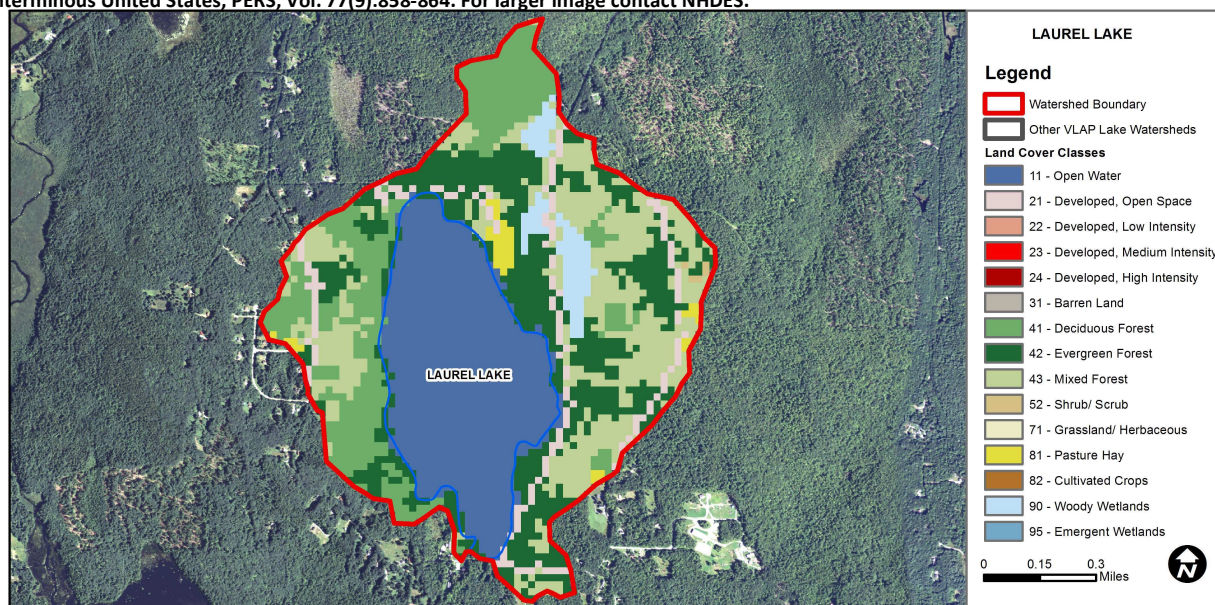 nterminous United States, PERS, Vol. 77(9):858-864. For larger image contact NHDES.
LAUREL LAKE
LAUREL LAKE
Legend
Watershed Boundary
Other VLAP Lake Watersheds
Land Cover Classes
11 - Open Water
21 - Developed, Open Space
22 - Developed, Low Intensity
23 - Developed, Medium Intensity
24 - Developed, High Intensity
31 - Barren Land
41 - Deciduous Forest
42 - Evergreen Forest
43 - Mixed Forest
52 - Shrub/ Scrub
71 - Grassland/ Herbaceous
81 - Pasture Hay
82 - Cultivated Crops
90 - Woody Wetlands
95 - Emergent Wetlands
0 0.15 0.3
Miles
N